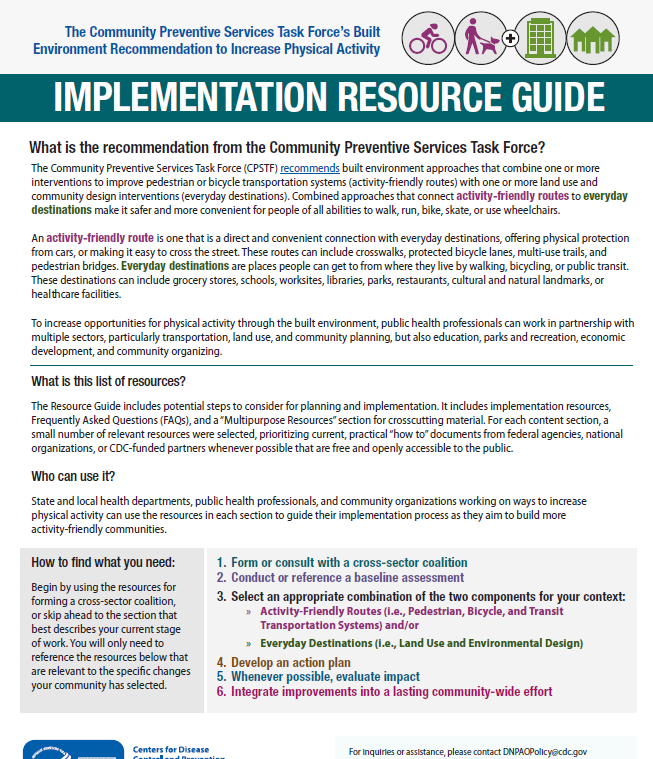 The Community Preventive Services Task Force's Built
Environment Recommendation to Increase Physical Activity
IMPLEMENTATION RESOURCE GUIDE
What is the recommendation from the Community Preventive Services Task Force?
The Community Preventive Services Task Force (CPSTF) recommends built environment approaches that combine one or more
interventions to improve pedestrian or bicycle transportation systems (activity-friendly routes) with one or more land use and
community design interventions (everyday destinations). Combined approaches that connect activity-friendly routes to everyday
destinations make it safer and more convenient for people of all abilities to walk, run, bike, skate, or use wheelchairs.
An activity-friendly route is one that is a direct and convenient connection with everyday destinations, offering physical protection
from cars, or making it easy to cross the street. These routes can include crosswalks, protected bicycle lanes, multi-use trails, and
pedestrian bridges. Everyday destinations are places people can get to from where they live by walking, bicycling, or public transit.
These destinations can include grocery stores, schools, worksites, libraries, parks, restaurants, cultural and natural landmarks, or
healthcare facilities.
To increase opportunities for physical activity through the built environment, public health professionals can work in partnership with
multiple sectors, particularly transportation, land use, and community planning, but also education, parks and recreation, economic
development, and community organizing.
What is this list of resources?
The Resource Guide includes potential steps to consider for planning and implementation. It includes implementation resources,
Frequently Asked Questions (FAQs), and a "Multipurpose Resources" section for crosscutting material. For each content section, a
small number of relevant resources were selected, prioritizing current, practical "how to" documents from federal agencies, national
organizations, or CDC-funded partners whenever possible that are free and openly accessible to the public.
Who can use it?
State and local health departments, public health professionals, and community organizations working on ways to increase
physical activity can use the resources in each section to guide their implementation process as they aim to build more
activity-friendly communities.
How to find what you need:
Begin by using the resources for
forming a cross-sector coalition,
or skip ahead to the section that
best describes your current stage
of work. You will only need to
reference the resources below that
are relevant to the specific changes
your community has selected.
1. Form or consult with a cross-sector coalition
2. Conduct or reference a baseline assessment
3. Select an appropriate combination of the two components for your context:
» Activity-Friendly Routes (i.e., Pedestrian, Bicycle, and Transit
Transportation Systems) and/or
» Everyday Destinations (i.e., Land Use and Environmental Design)
4. Develop an action plan
5. Whenever possible, evaluate impact
6. Integrate improvements into a lasting community-wide effort
Centers for Disease
Control and Prevention
For inquiries or assistance, please contact DNPAOPolicy@cdc.gov